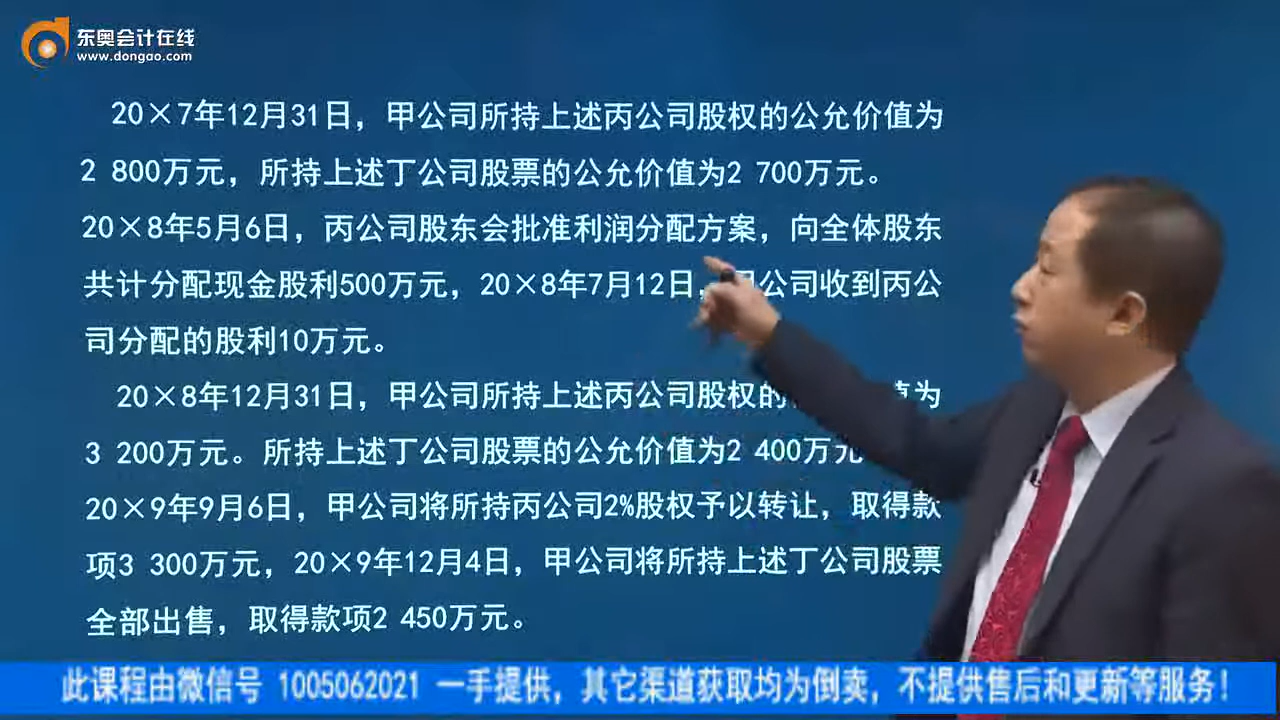 东奥会计在线
www.dongao.com
20×7年12月31日，甲公司所持上述丙公司股权的公允价值为
2 800万元，所持上述丁公司股票的公允价值为2 700万元。
20×8年5月6日，丙公司股东会批准利润分配方案，向全体股东
共计分配现金股利500万元，20×8年7月12日，甲公司收到丙公
司分配的股利10万元。
20×8年12月31日，甲公司所持上述丙公司股权的值为
3 200万元。所持上述丁公司股票的公允价值为2 400万元
20×9年9月6日，甲公司将所持丙公司2%股权予以转让，取得款
项3 300万元，20×9年12月4日，甲公司将所持上述丁公司股票
全部出售，取得款项2 450万元。
此课程由微信号 1005062021 一手提供，其它渠道获取均为倒卖，不提供售后和更新等服务！